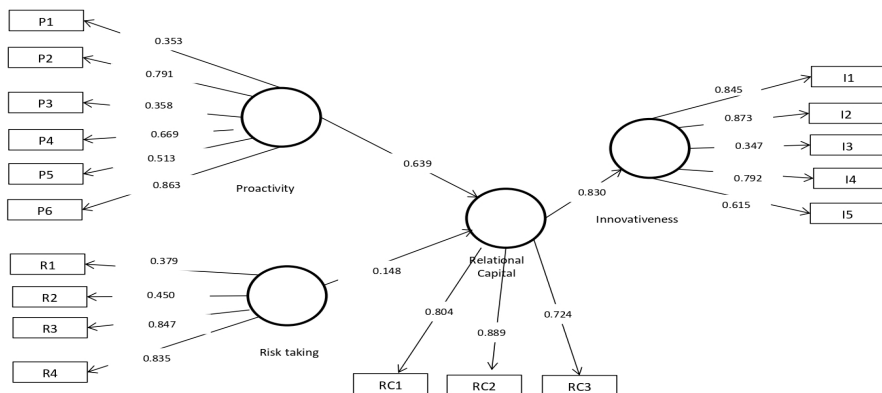 P1
0.353
P2
0.791
P3
0.358
P4
0.669
P5
0.513
P6
0.863
Proactivity
0.639
R1
0.379
R2
0.450
R3
0.847
R4
0.835
Risk taking
0.148
Relational
Capital
0.804
0.889
0.724
RC1
RC2
RC3
0.830
Innovativeness
0.845
I1
0.873
I2
0.347
I3
0.792
I4
0.615
I5